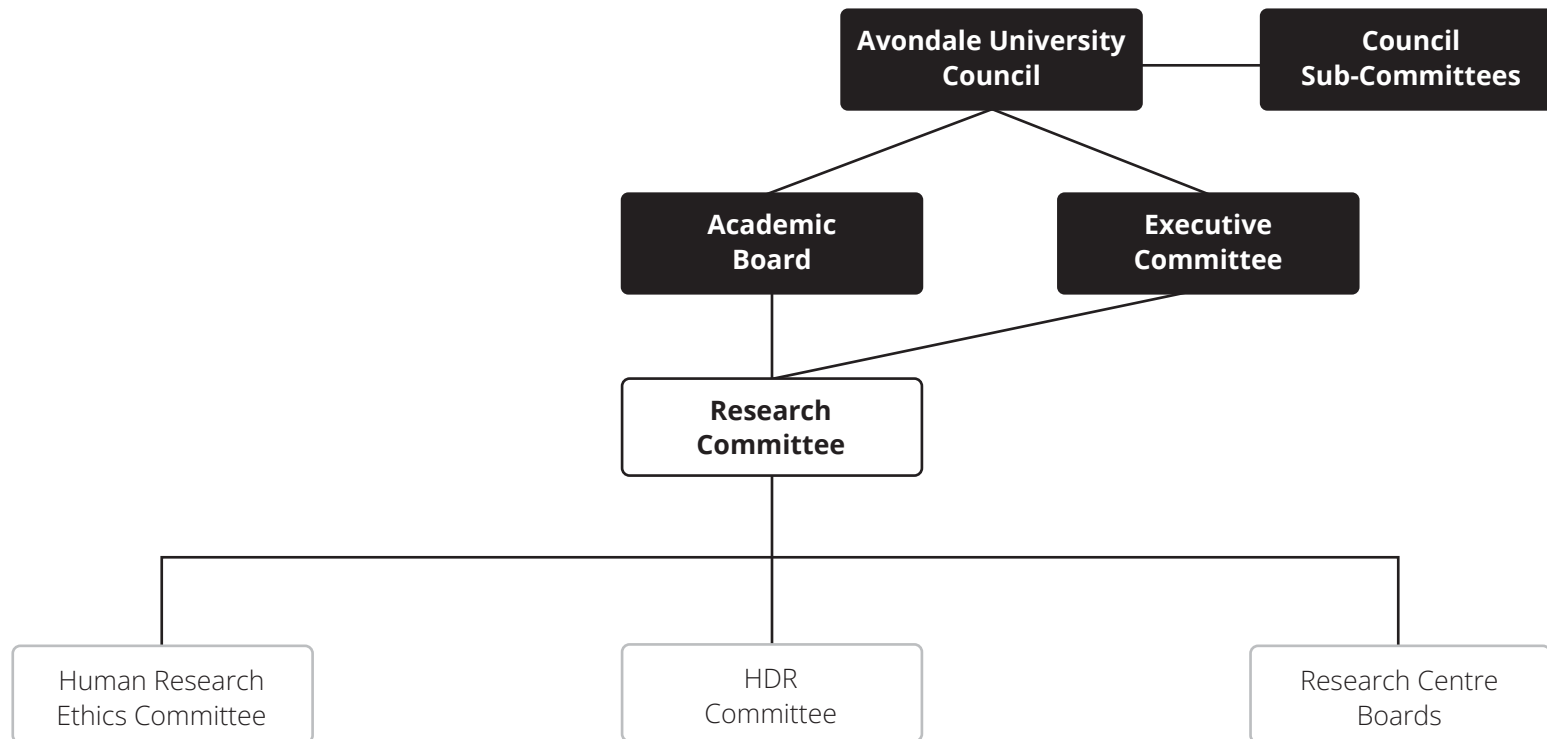 Avondale University
Council
Council
Sub-Committees
Academic
Board
Executive
Committee
Research
Committee
Human Research
Ethics Committee
HDR
Committee
Research Centre
Boards